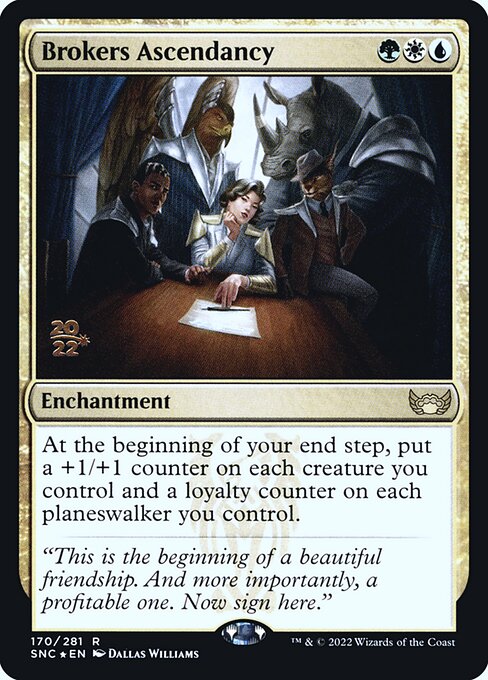 Brokers Ascendancy
20
22
Enchantment
At the beginning of your end step, put
a +1/+1 counter on each creature you
control and a loyalty counter on each
planeswalker you control.
“This is the beginning of a beautiful
friendship. And more importantly, a
profitable one. Now sign here.”
170/281 R
SNC★EN Dallas Williams
™ & © 2022 Wizards of the Coast